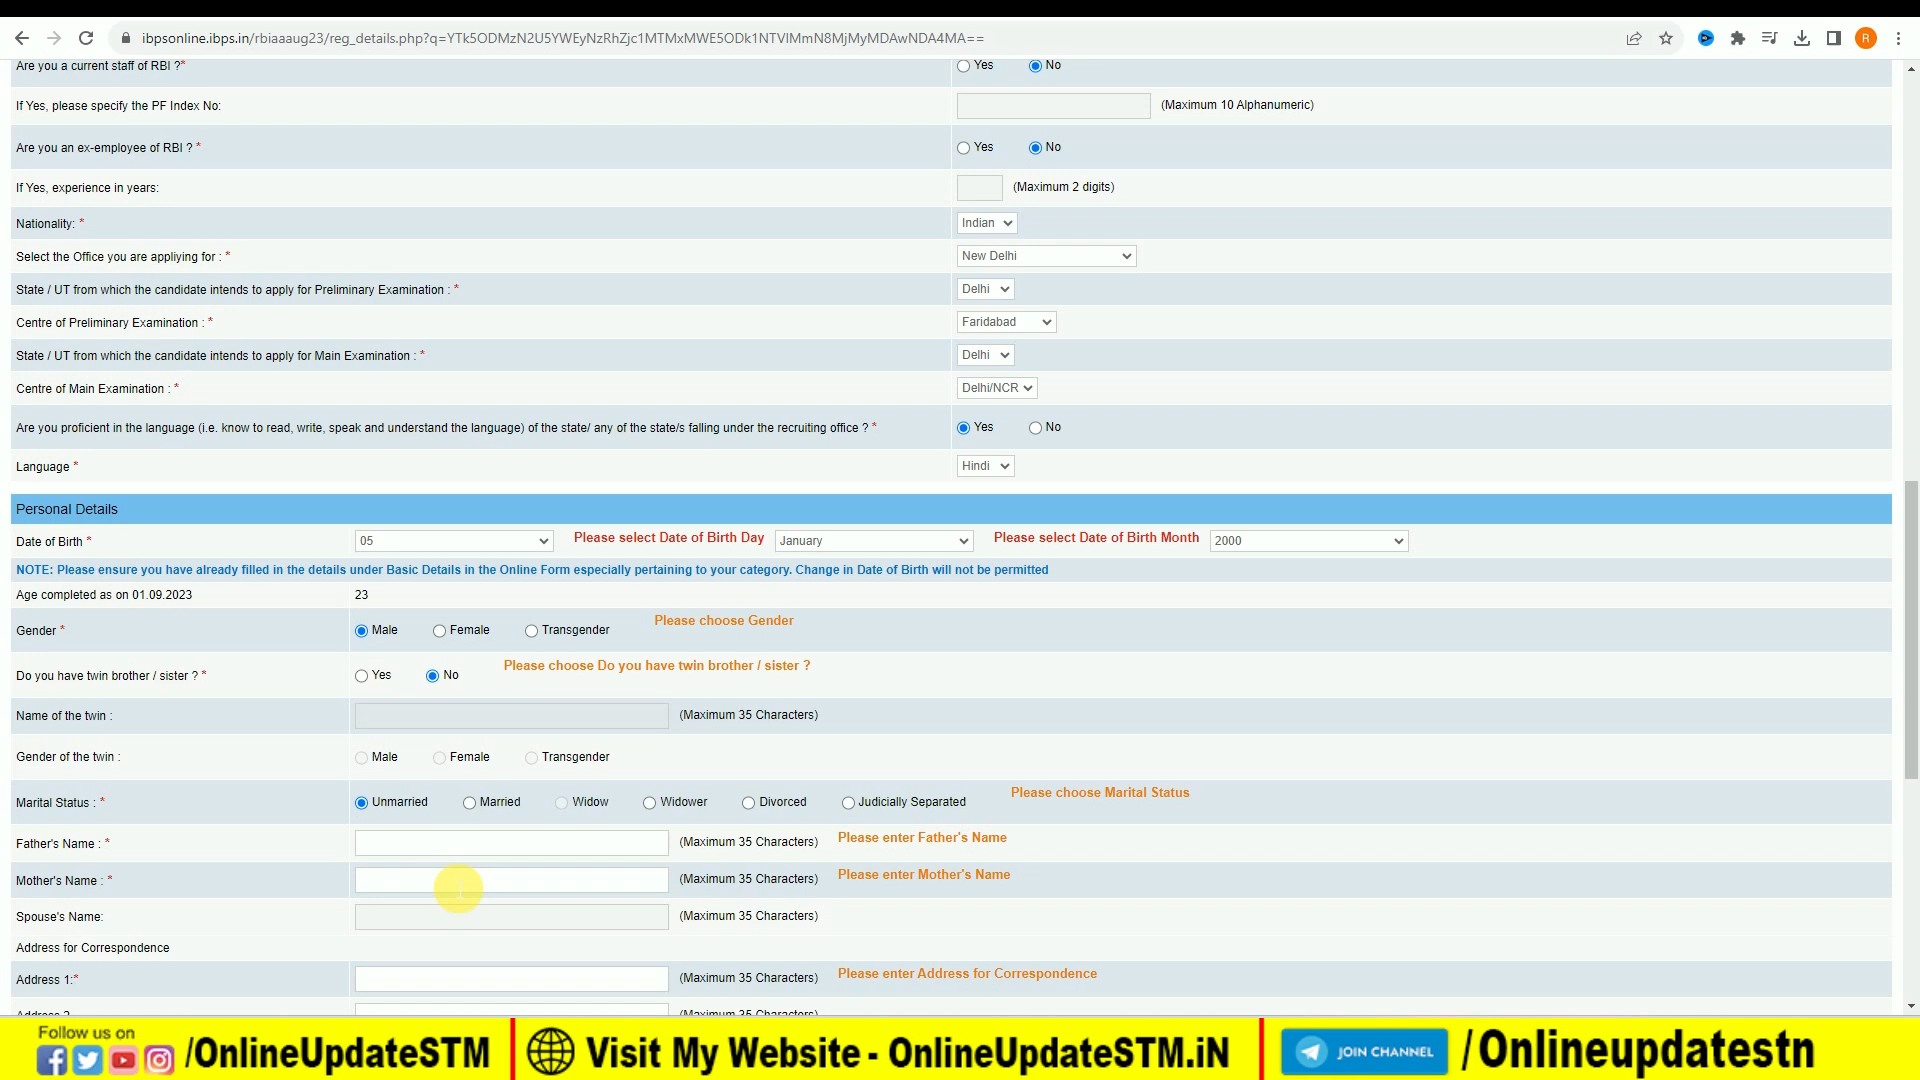 ibpsonline.ibps.in/rbiaaaug23/reg_details.php?q=YTk5ODMzN2U5YWEyNzRhZjc1MTMxMWE5ODk1NTVlMmN8MjMyMDAwNDA4MA==
R
Are you a current staff of RBI ?* Yes No
If Yes, please specify the PF Index No: (Maximum 10 Alphanumeric)
Are you an ex-employee of RBI ? * Yes No
If Yes, experience in years: (Maximum 2 digits)
Nationality: * Indian
Select the Office you are applying for : * New Delhi
State / UT from which the candidate intends to apply for Preliminary Examination : * Delhi
Centre of Preliminary Examination : * Faridabad
State / UT from which the candidate intends to apply for Main Examination : * Delhi
Centre of Main Examination : * Delhi/NCR
Are you proficient in the language (i.e. know to read, write, speak and understand the language) of the state/ any of the state/s falling under the recruiting office ? * Yes No
Language * Hindi
Personal Details
Date of Birth * 05 Please select Date of Birth Day January Please select Date of Birth Month 2000
NOTE: Please ensure you have already filled in the details under Basic Details in the Online Form especially pertaining to your category. Change in Date of Birth will not be permitted
Age completed as on 01.09.2023 23
Gender * Male Female Transgender Please choose Gender
Do you have twin brother / sister ? * Yes No Please choose Do you have twin brother / sister ?
Name of the twin : (Maximum 35 Characters)
Gender of the twin : Male Female Transgender
Marital Status : * Unmarried Married Widow Widower Divorced Judicially Separated Please choose Marital Status
Father's Name : * (Maximum 35 Characters) Please enter Father's Name
Mother's Name : * (Maximum 35 Characters) Please enter Mother's Name
Spouse's Name: (Maximum 35 Characters)
Address for Correspondence
Address 1:* (Maximum 35 Characters) Please enter Address for Correspondence
Address 2 (Maximum 35 Characters)
Follow us on
/OnlineUpdateSTM Visit My Website - OnlineUpdateSTM.iN JOIN CHANNEL /Onlineupdatestn